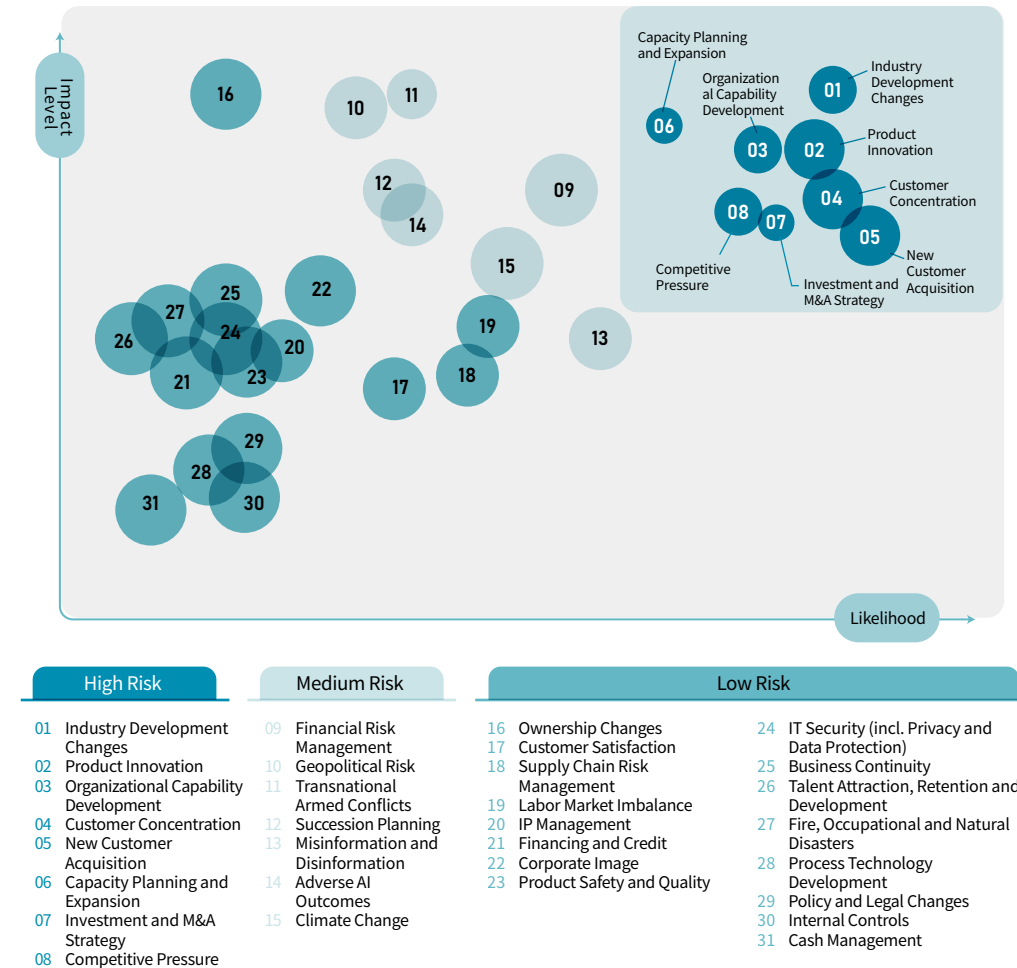 Impact
Level
16
10
11
12
14
09
15
13
19
18
17
22
25
27
26
24
20
23
21
29
28
30
31
Capacity Planning
and Expansion
06
Organization
al Capability
Development
03
01
Industry
Development
Changes
02
Product
Innovation
04
Customer
Concentration
05
New
Customer
Acquisition
08
07
Competitive
Pressure
Investment and
M&A Strategy
Likelihood
High Risk
01 Industry Development
Changes
02 Product Innovation
03 Organizational Capability
Development
04 Customer Concentration
05 New Customer
Acquisition
06 Capacity Planning and
Expansion
07 Investment and M&A
Strategy
08 Competitive Pressure
Medium Risk
09 Financial Risk
Management
10 Geopolitical Risk
11 Transnational
Armed Conflicts
12 Succession Planning
13 Misinformation and
Disinformation
14 Adverse AI
Outcomes
15 Climate Change
Low Risk
16 Ownership Changes
17 Customer Satisfaction
18 Supply Chain Risk
Management
19 Labor Market Imbalance
20 IP Management
21 Financing and Credit
22 Corporate Image
23 Product Safety and Quality
24 IT Security (incl. Privacy and
Data Protection)
25 Business Continuity
26 Talent Attraction, Retention and
Development
27 Fire, Occupational and Natural
Disasters
28 Process Technology
Development
29 Policy and Legal Changes
30 Internal Controls
31 Cash Management